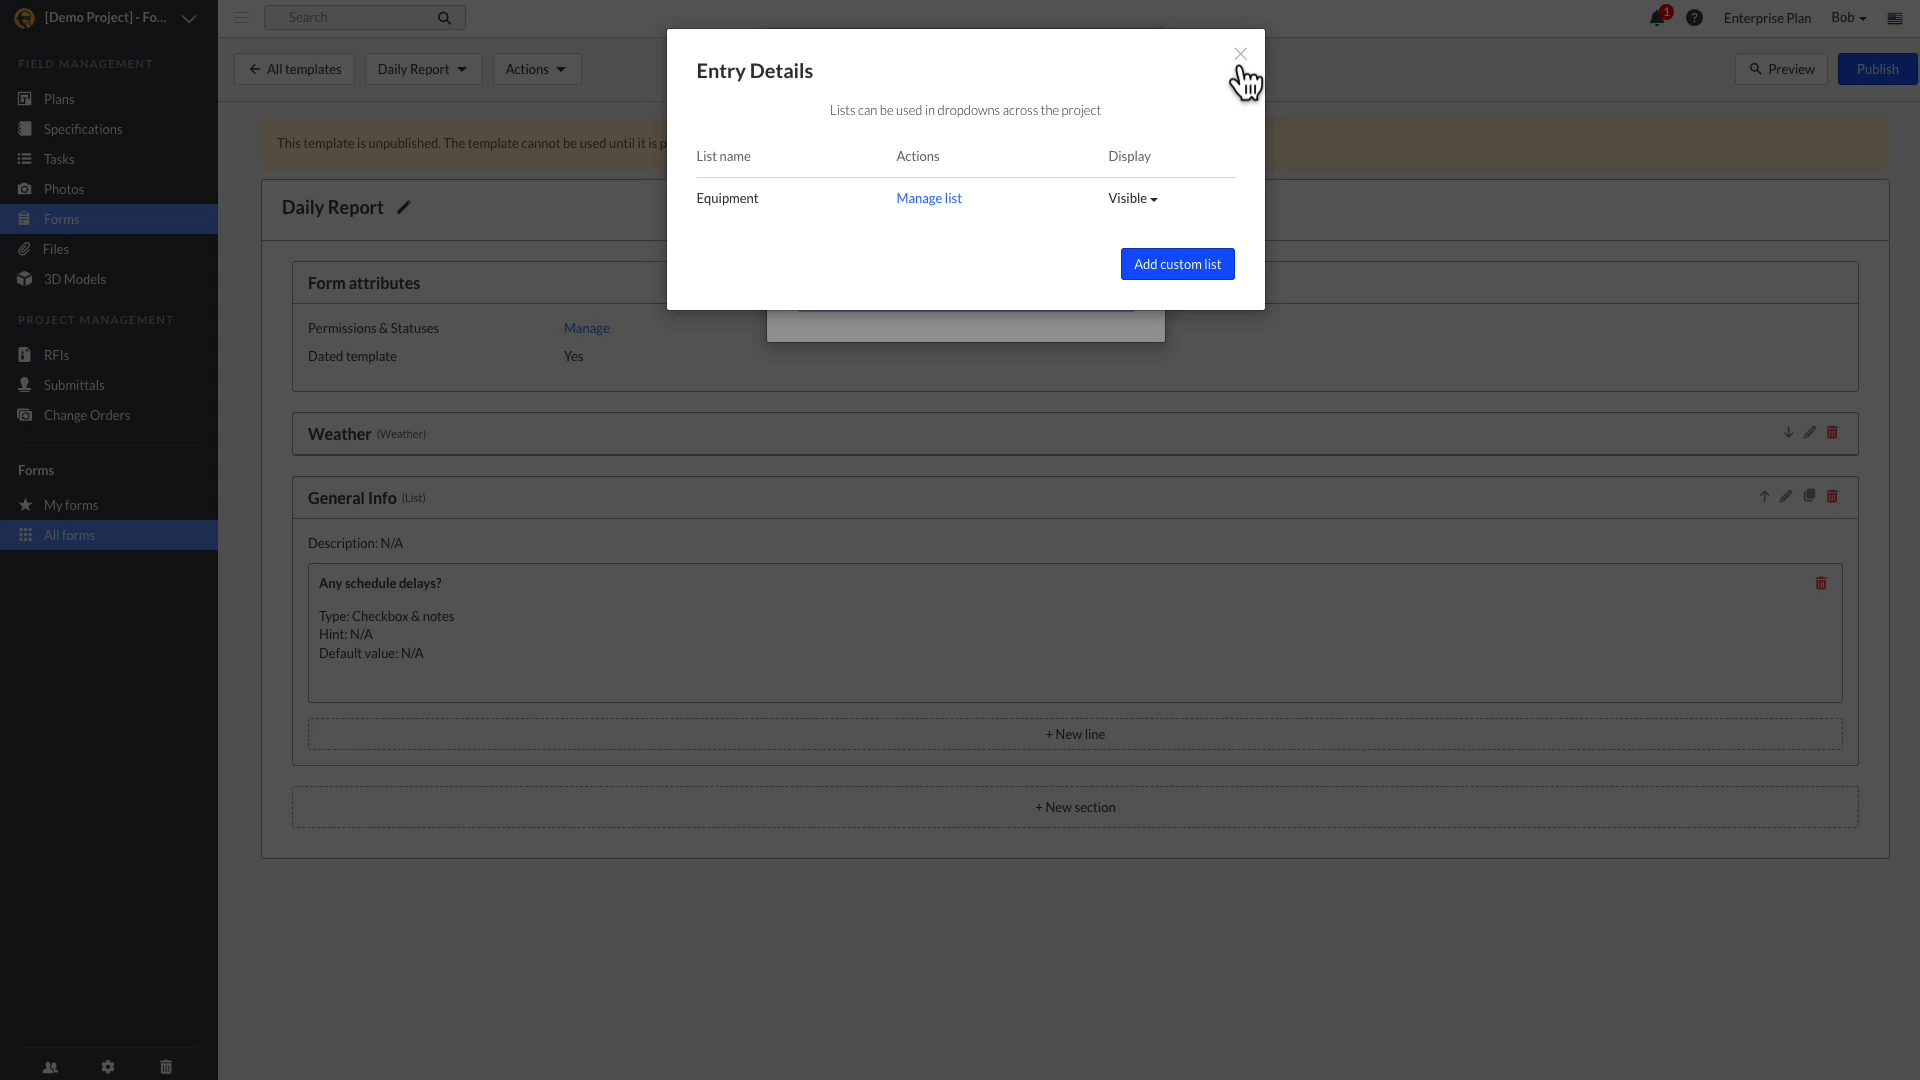 [Demo Project] - Fo...
Search
1
?
Enterprise Plan
Bob
FIELD MANAGEMENT
Plans
Specifications
Tasks
Photos
Forms
Files
3D Models
PROJECT MANAGEMENT
RFIs
Submittals
Change Orders
Forms
My forms
All forms
All templates
Daily Report
Actions
Preview
Publish
This template is unpublished. The template cannot be used until it is p
Entry Details
Lists can be used in dropdowns across the project
List name
Actions
Display
Equipment
Manage list
Visible
Add custom list
Daily Report
Form attributes
Permissions & Statuses
Manage
Dated template
Yes
Weather (Weather)
General Info (List)
Description: N/A
Any schedule delays?
Type: Checkbox & notes
Hint: N/A
Default value: N/A
+ New line
+ New section